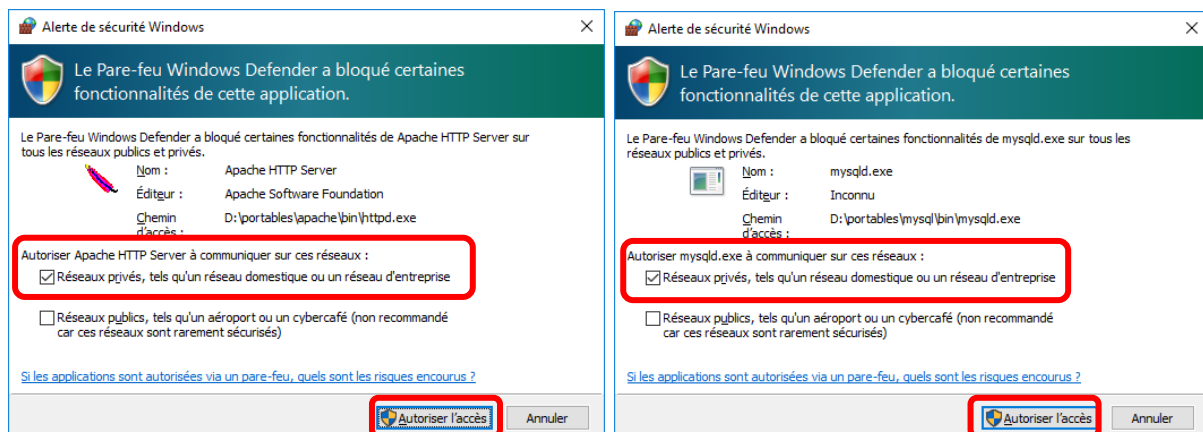 Alerte de sécurité Windows
Le Pare-feu Windows Defender a bloqué certaines
fonctionnalités de cette application.
Le Pare-feu Windows Defender a bloqué certaines fonctionnalités de Apache HTTP Server sur
tous les réseaux publics et privés.
Nom : Apache HTTP Server
Éditeur : Apache Software Foundation
Chemin D:\portables\apache\bin\httpd.exe
d'accès :
Autoriser Apache HTTP Server à communiquer sur ces réseaux :
Réseaux privés, tels qu'un réseau domestique ou un réseau d'entreprise
Réseaux publics, tels qu'un aéroport ou un cybercafé (non recommandé
car ces réseaux sont rarement sécurisés)
Si les applications sont autorisées via un pare-feu, quels sont les risques encourus ?
Autoriser l'accès Annuler
Alerte de sécurité Windows
Le Pare-feu Windows Defender a bloqué certaines
fonctionnalités de cette application.
Le Pare-feu Windows Defender a bloqué certaines fonctionnalités de mysqld.exe sur tous les
réseaux publics et privés.
Nom : mysqld.exe
Éditeur : Inconnu
Chemin D:\portables\mysql\bin\mysqld.exe
d'accès :
Autoriser mysqld.exe à communiquer sur ces réseaux :
Réseaux privés, tels qu'un réseau domestique ou un réseau d'entreprise
Réseaux publics, tels qu'un aéroport ou un cybercafé (non recommandé
car ces réseaux sont rarement sécurisés)
Si les applications sont autorisées via un pare-feu, quels sont les risques encourus ?
Autoriser l'accès Annuler